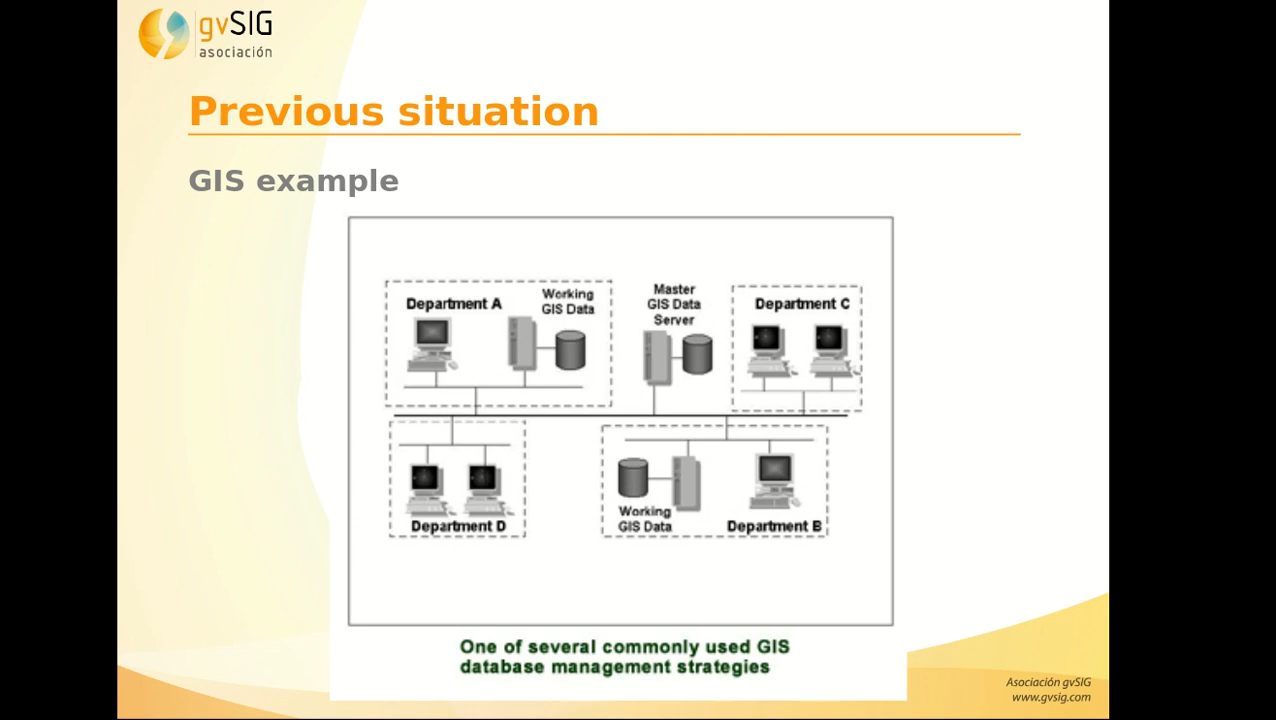 gvSIG
asociación
Previous situation
GIS example
Department A
Working
GIS Data
Master
GIS Data
Server
Department C
Department D
Working
GIS Data
Department B
One of several commonly used GIS
database management strategies
Asociación gvSIG
www.gvsig.com